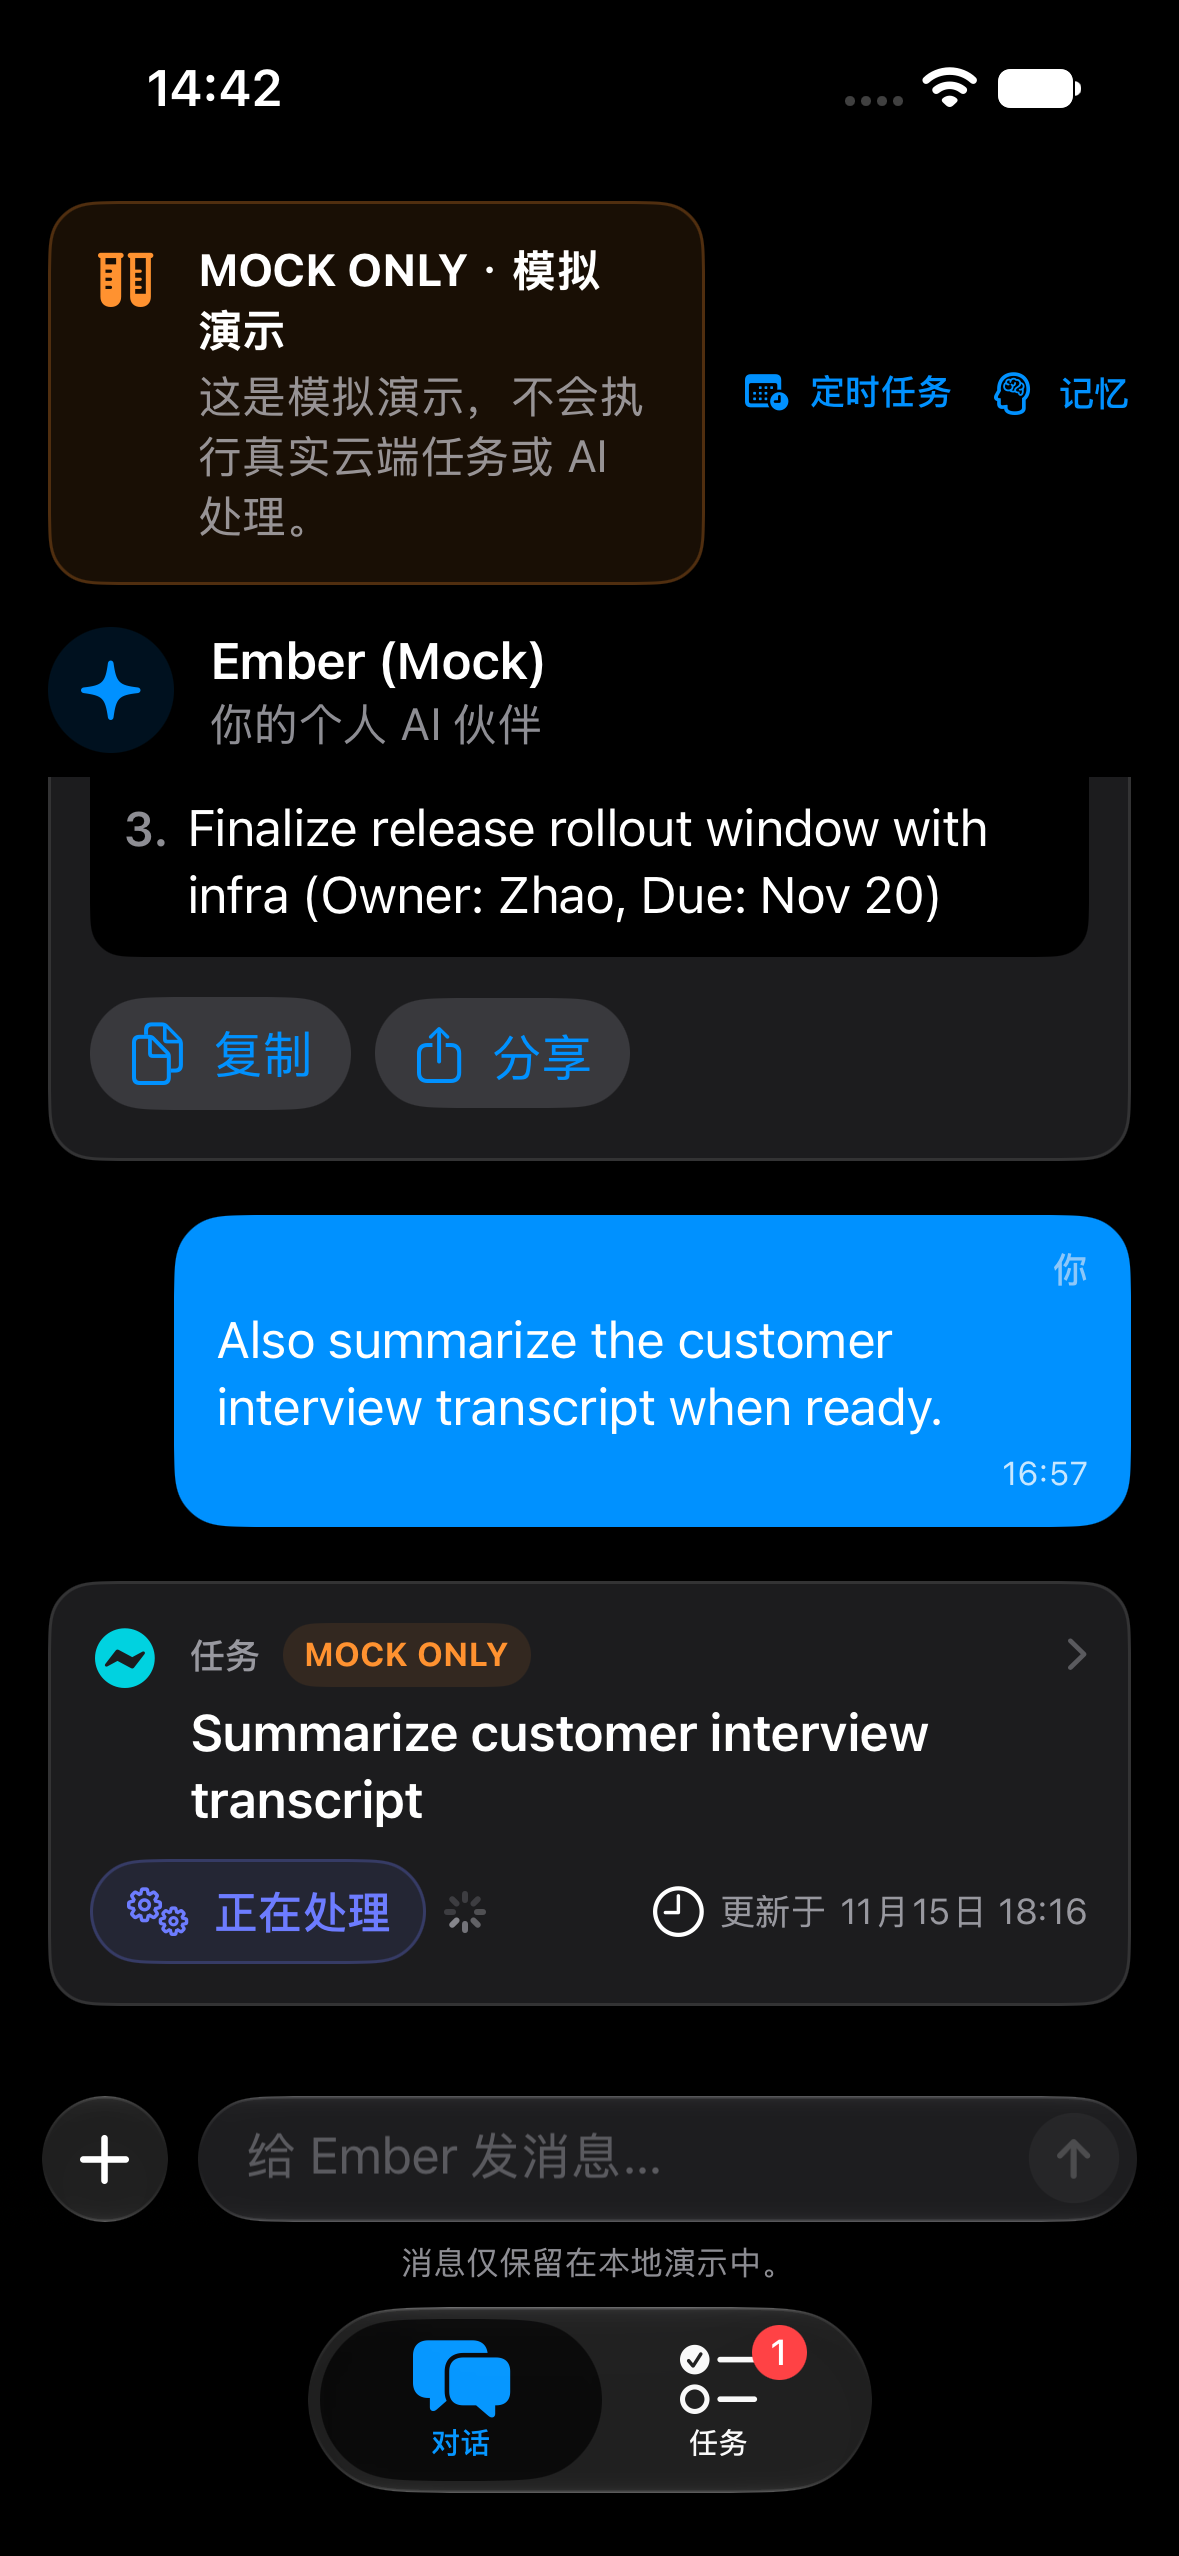 14:42
MOCK ONLY · 模拟
演示
这是模拟演示，不会执
行真实云端任务或 AI
处理。
定时任务
记忆
Ember (Mock)
你的个人 AI 伙伴
3. Finalize release rollout window with
infra (Owner: Zhao, Due: Nov 20)
复制
分享
你
Also summarize the customer
interview transcript when ready.
16:57
任务
MOCK ONLY
Summarize customer interview
transcript
正在处理
更新于 11月15日 18:16
给 Ember 发消息...
消息仅保留在本地演示中。
1
对话
任务